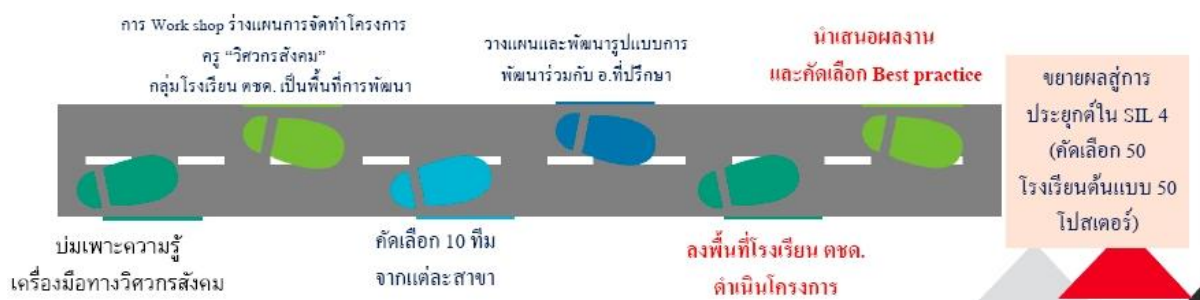 การ Work shop ร่างแผนการจัดทำโครงการ
ครู “วิศวกรสังคม”
กลุ่มโรงเรียน ตชด. เป็นพื้นที่การพัฒนา
วางแผนและพัฒนารูปแบบการ
พัฒนาร่วมกับ อ.ที่ปรึกษา
นำเสนอผลงาน
และคัดเลือก Best practice
ขยายผลสู่การ
ประยุกต์ใน SIL 4
(คัดเลือก 50
โรงเรียนต้นแบบ 50
โปสเตอร์)
บ่มเพาะความรู้
เครื่องมือทางวิศวกรสังคม
คัดเลือก 10 ทีม
จากแต่ละสาขา
ลงพื้นที่โรงเรียน ตชด.
ดำเนินโครงการ